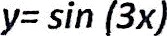 y= sin (3x)